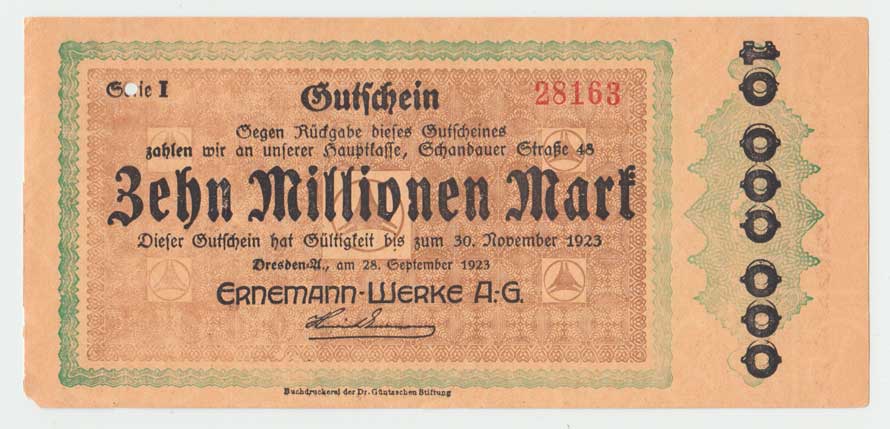 Serie I
Gutschein
28163
Gegen Rückgabe dieses Gutscheines
zahlen wir an unserer Hauptkasse, Schandauer Straße 48
Zehn Millionen Mark
Dieser Gutschein hat Gültigkeit bis zum 30. November 1923
Dresden-A., am 28. September 1923
ERNEMANN-WERKE A.-G.
Buchdruckerei der Dr. Güntzschen Stiftung
10 000 000